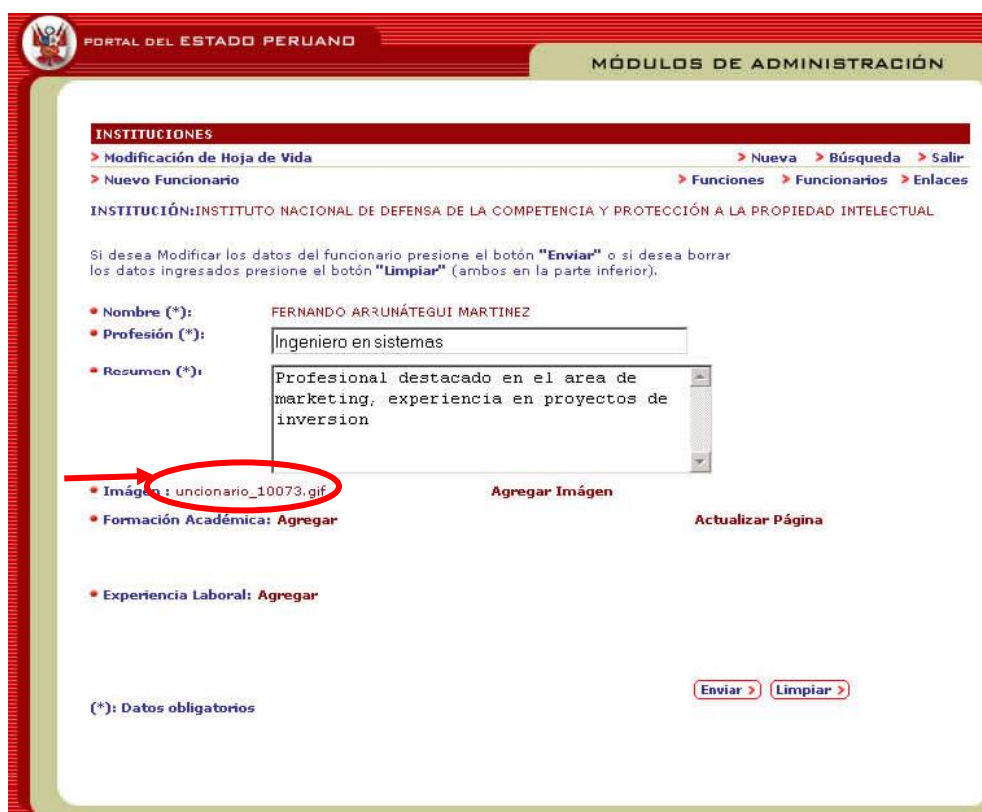 PORTAL DEL ESTADO PERUANO
MÓDULOS DE ADMINISTRACIÓN
INSTITUCIONES
> Modificación de Hoja de Vida > Nueva > Búsqueda > Salir
> Nuevo Funcionario > Funciones > Funcionarios > Enlaces
INSTITUCIÓN:INSTITUTO NACIONAL DE DEFENSA DE LA COMPETENCIA Y PROTECCIÓN A LA PROPIEDAD INTELECTUAL
Si desea Modificar los datos del funcionario presione el botón "Enviar" o si desea borrar
los datos ingresados presione el botón "Limpiar" (ambos en la parte inferior).
Nombre (*): FERNANDO ARRUNÁTEGUI MARTINEZ
Profesión (*): Ingeniero en sistemas
Resumen (*): Profesional destacado en el area de
marketing, experiencia en proyectos de
inversion
Imágen : uncionario_10073.gif Agregar Imágen
Formación Académica: Agregar Actualizar Página
Experiencia Laboral: Agregar
Enviar > Limpiar >
(*): Datos obligatorios